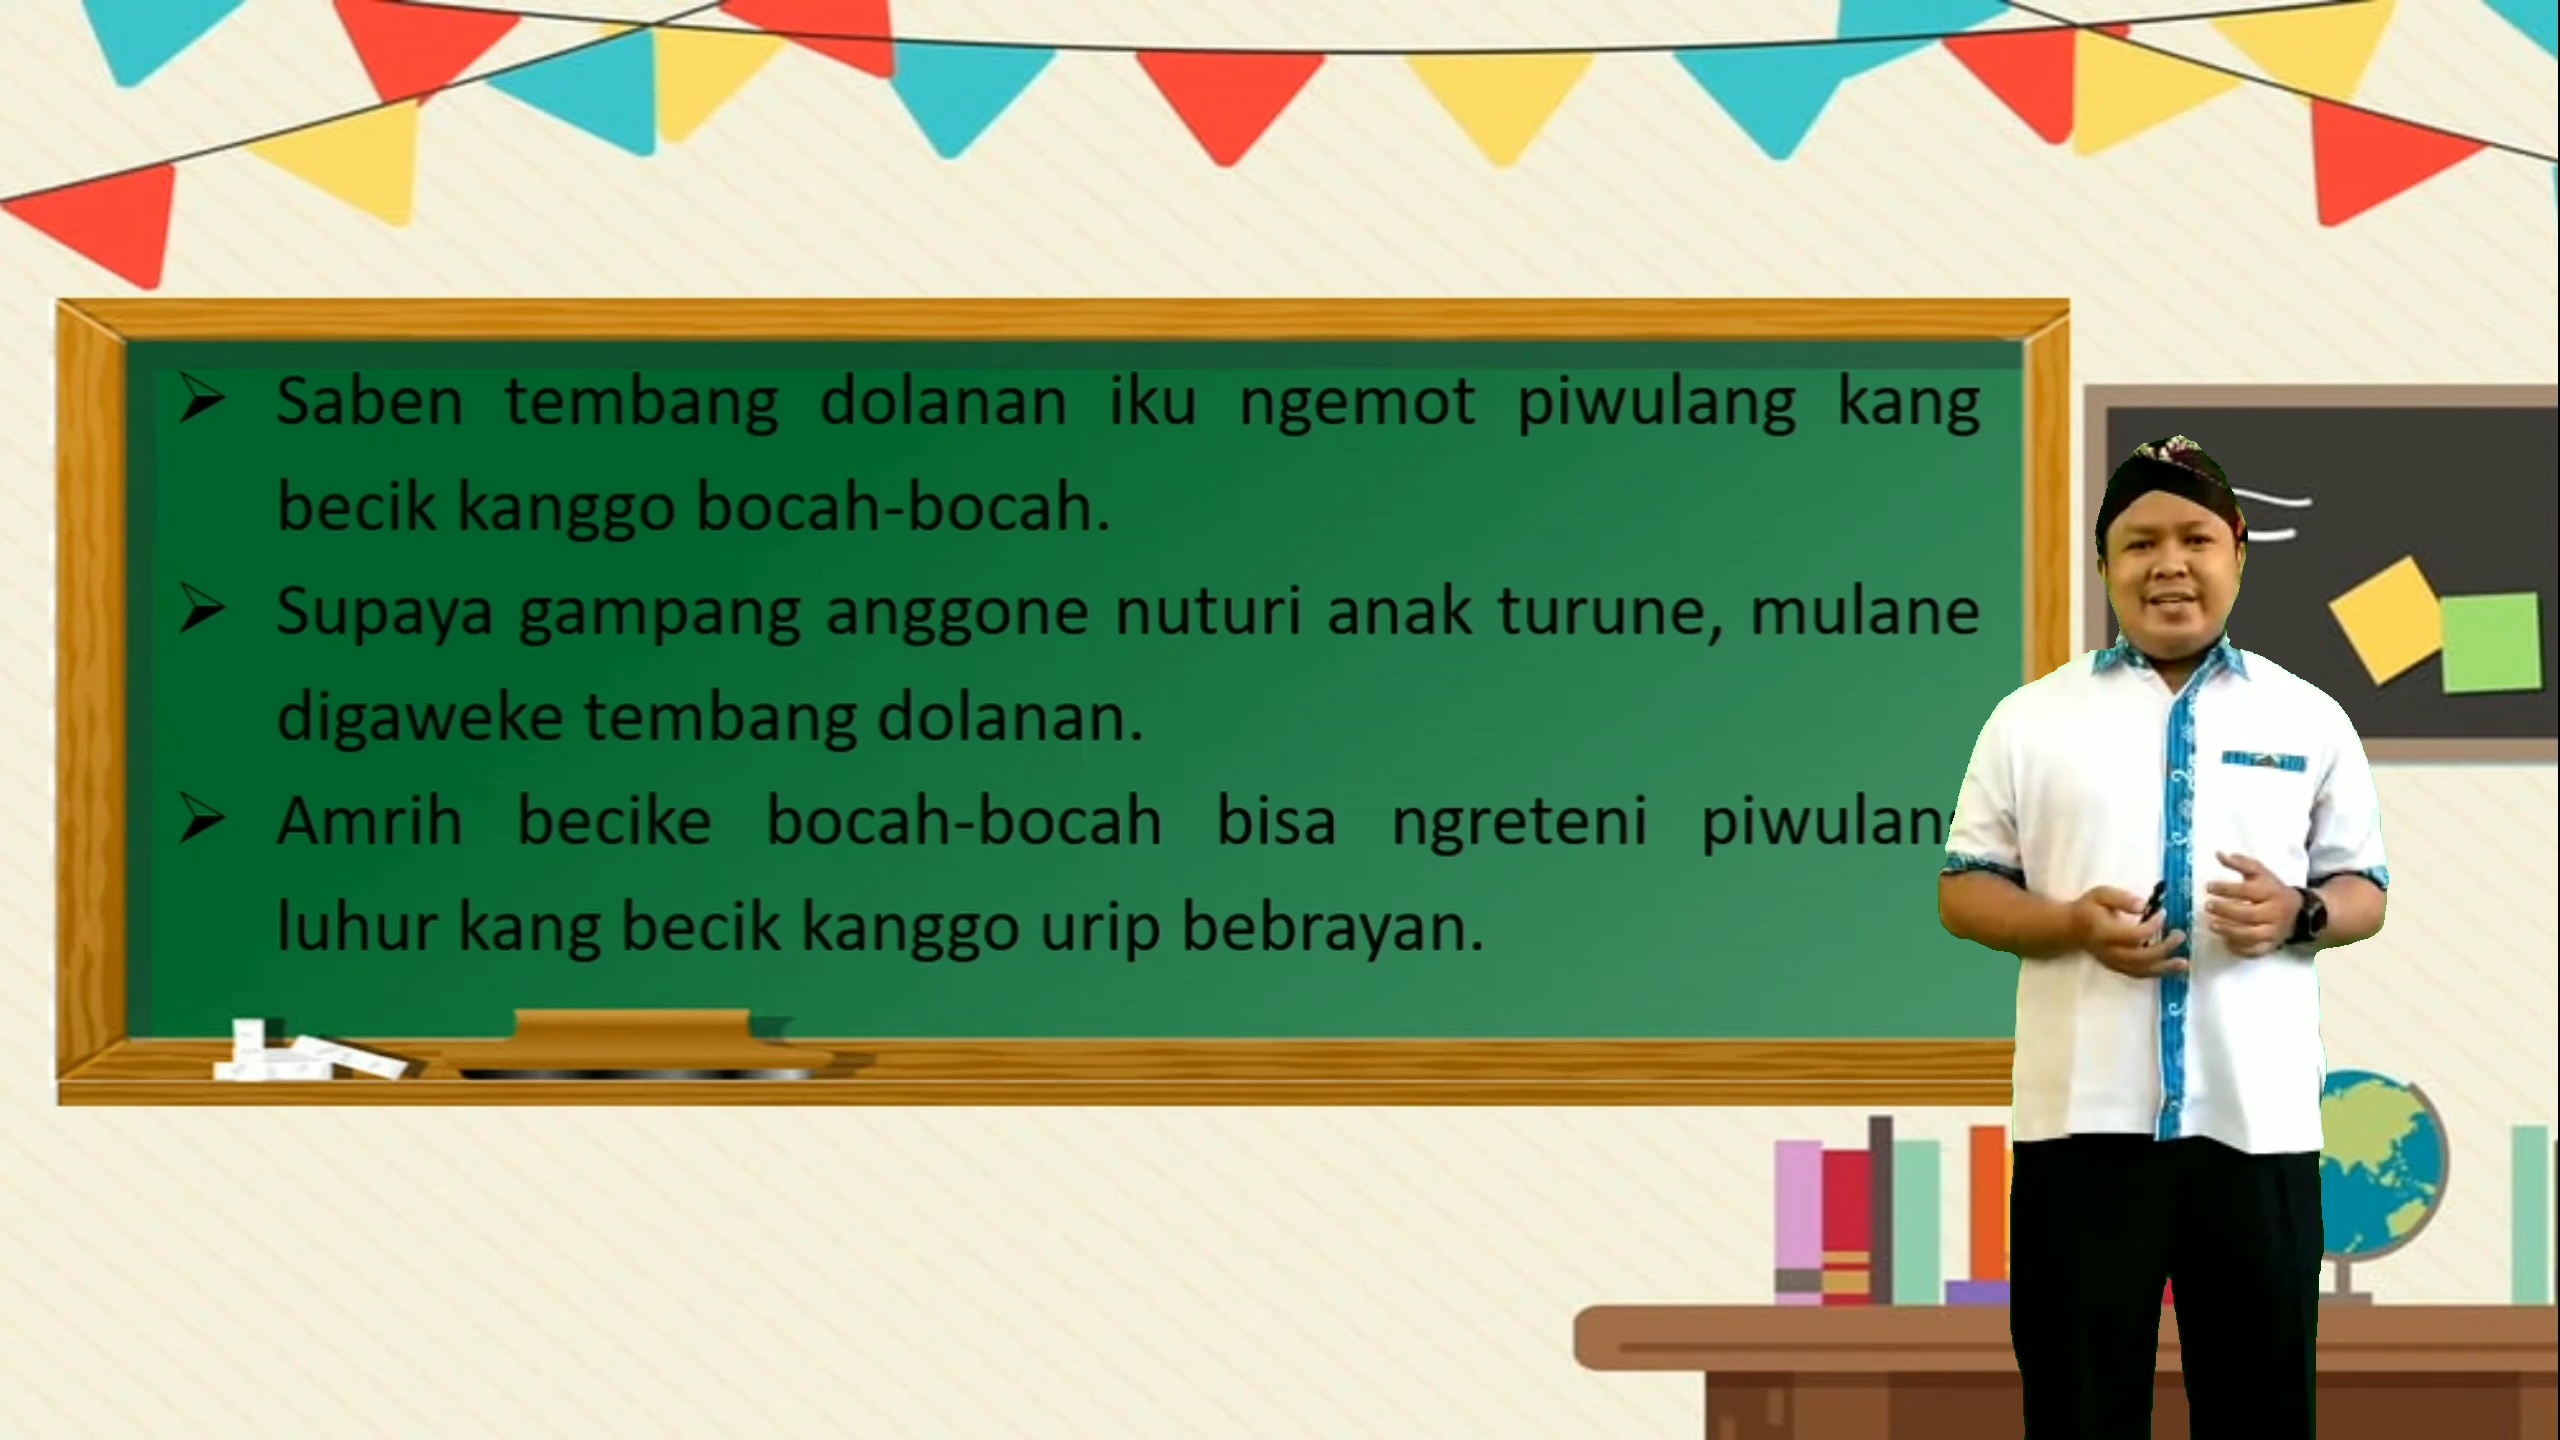 Saben tembang dolanan iku ngemot piwulang kang
becik kanggo bocah-bocah.
Supaya gampang anggone nuturi anak turune, mulane
digaweke tembang dolanan.
Amrih becike bocah-bocah bisa ngreteni piwulang
luhur kang becik kanggo urip bebrayan.